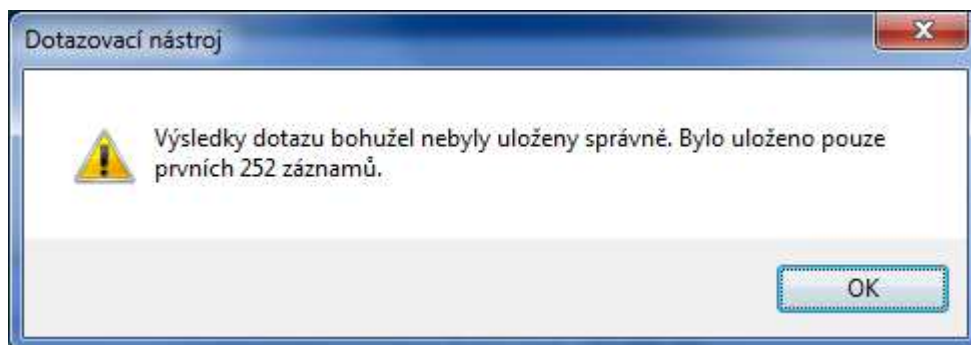 Dotazovací nástroj
Výsledky dotazu bohužel nebyly uloženy správně. Bylo uloženo pouze
prvních 252 záznamů.
OK